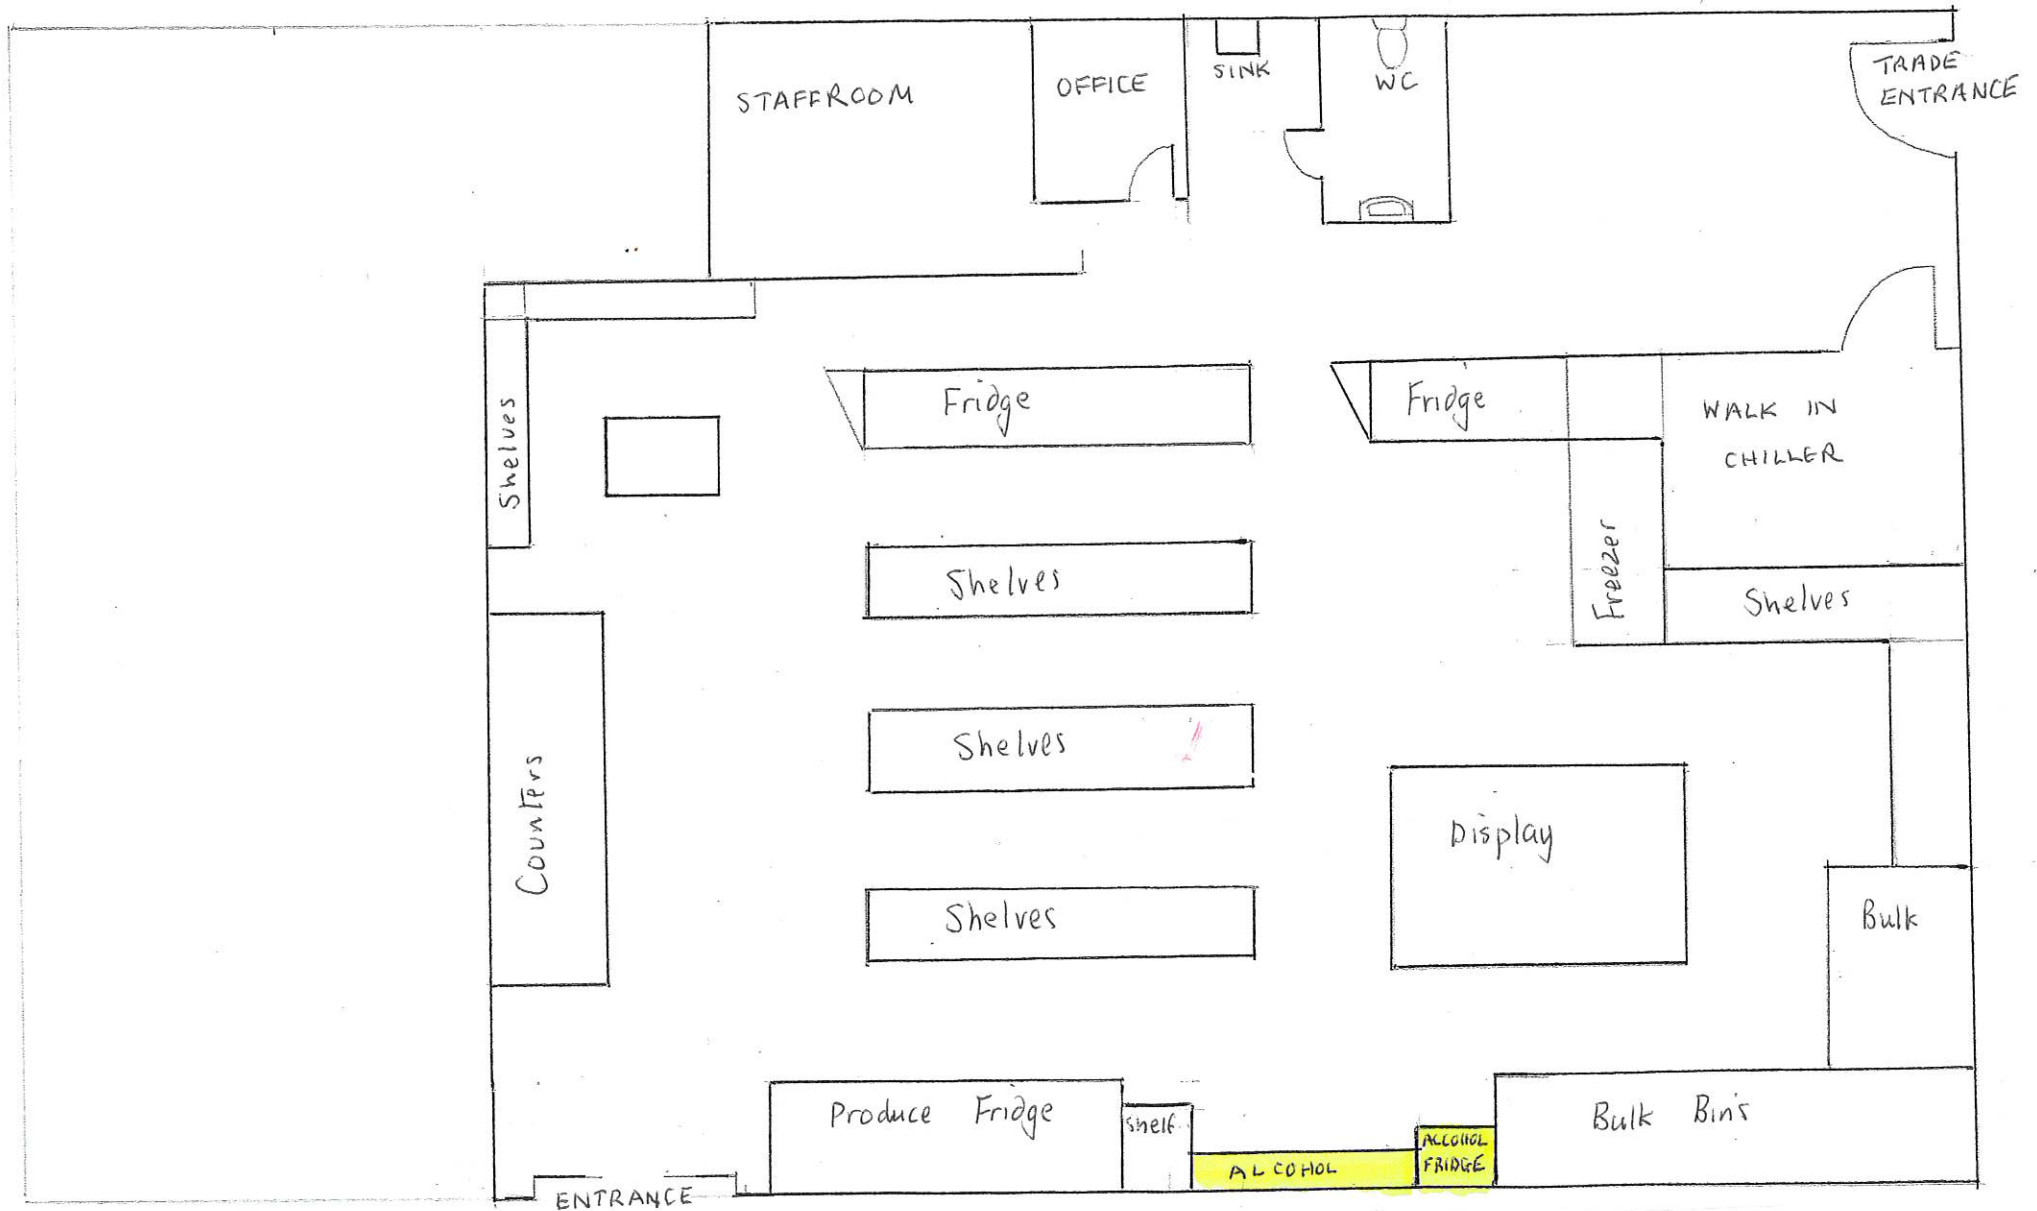 STAFFROOM
OFFICE
SINK
WC
TRADE
ENTRANCE
Shelves
Fridge
Fridge
WALK IN
CHILLER
Shelves
Freezer
Shelves
Counters
Shelves
Display
Shelves
Bulk
Produce Fridge
Shelf
ALCOHOL
ALCOHOL
FRIDGE
Bulk Bin's
ENTRANCE